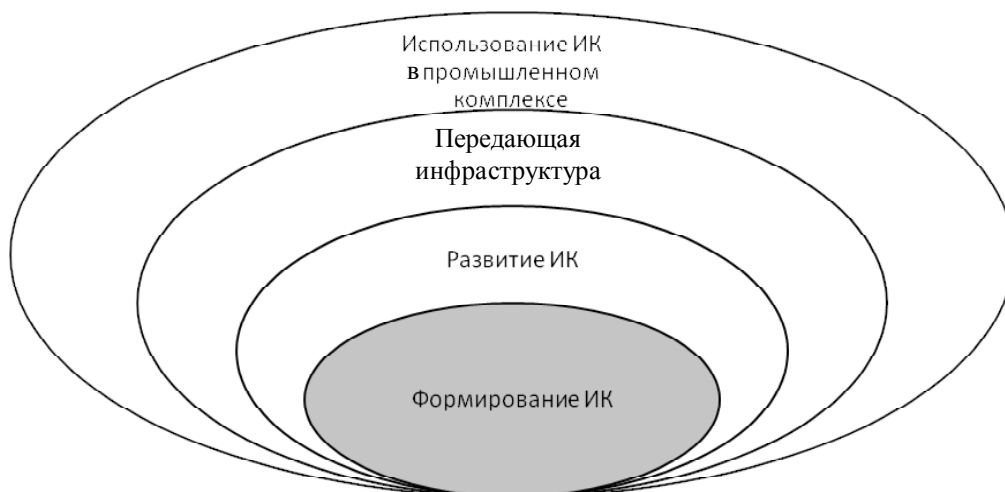 Использование ИК
в промышленном
комплексе
Передающая
инфраструктура
Развитие ИК
Формирование ИК